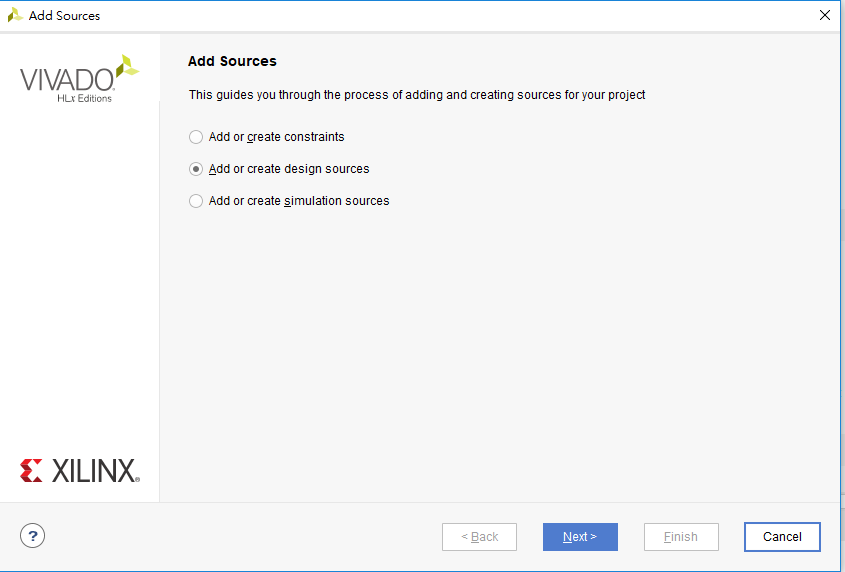 Add Sources
VIVADO
HLx Editions
Add Sources
This guides you through the process of adding and creating sources for your project
Add or create constraints
Add or create design sources
Add or create simulation sources
XILINX
?
< Back
Next >
Finish
Cancel